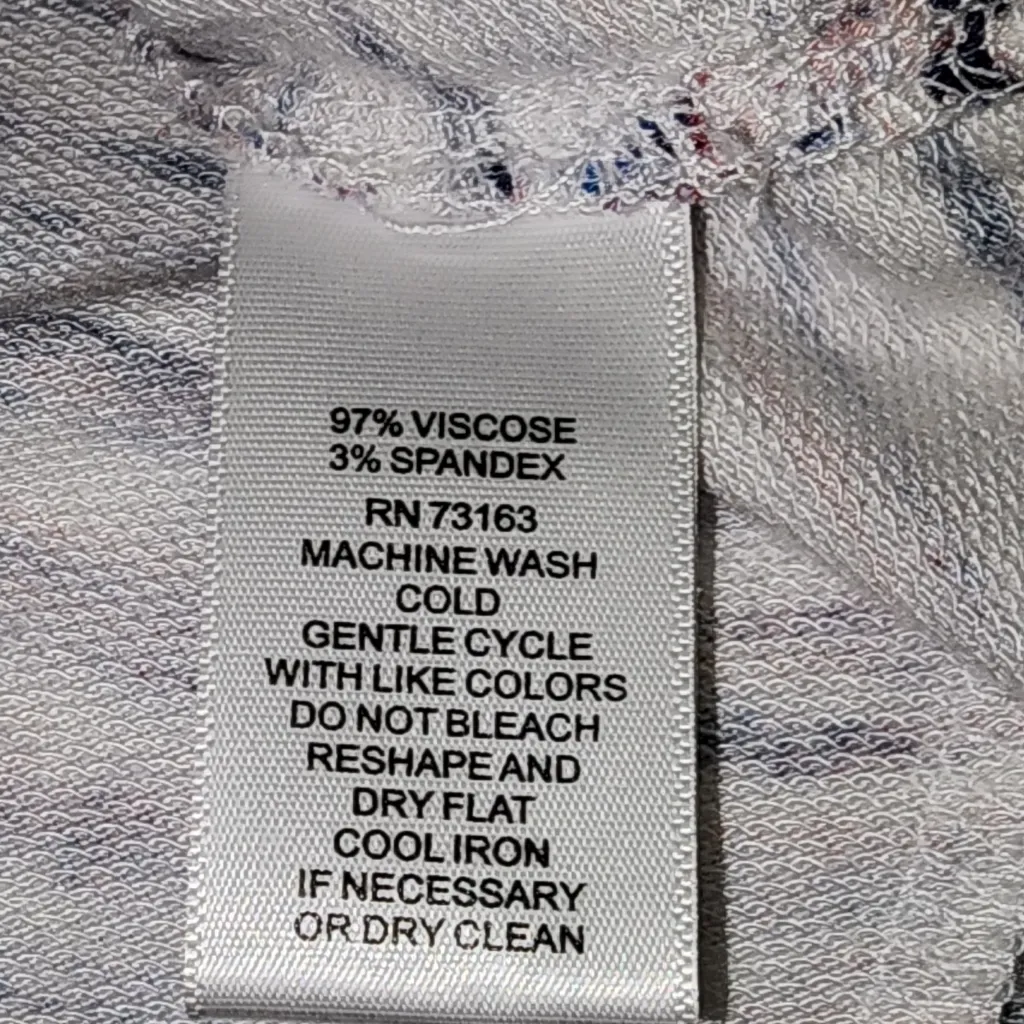 97% VISCOSE
3% SPANDEX
RN 73163
MACHINE WASH
COLD
GENTLE CYCLE
WITH LIKE COLORS
DO NOT BLEACH
RESHAPE AND
DRY FLAT
COOL IRON
IF NECESSARY
OR DRY CLEAN